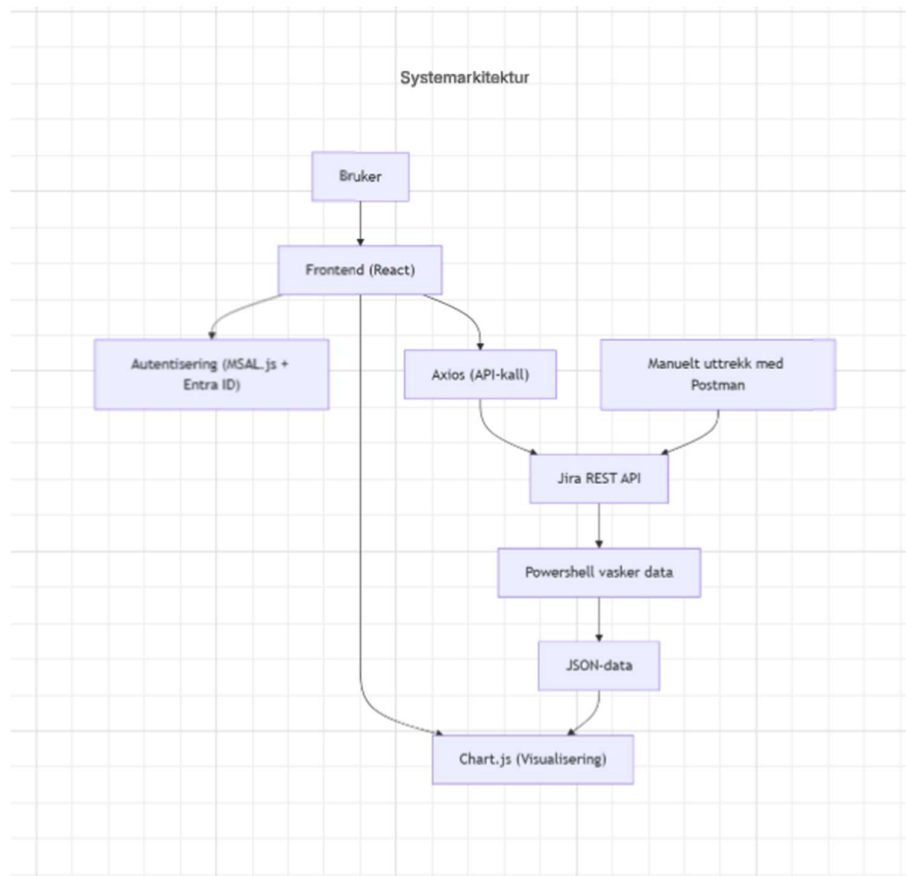 Systemarkitektur
Bruker
Frontend (React)
Autentisering (MSAL.js +
Entra ID)
Axios (API-kall)
Manuelt uttrekk med
Postman
Jira REST API
Powershell vasker data
JSON-data
Chart.js (Visualisering)